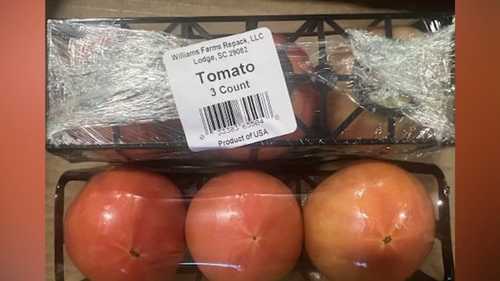 Williams Farms Repack, LLC
Lodge, SC 29082
Tomato
3 Count
Product of USA